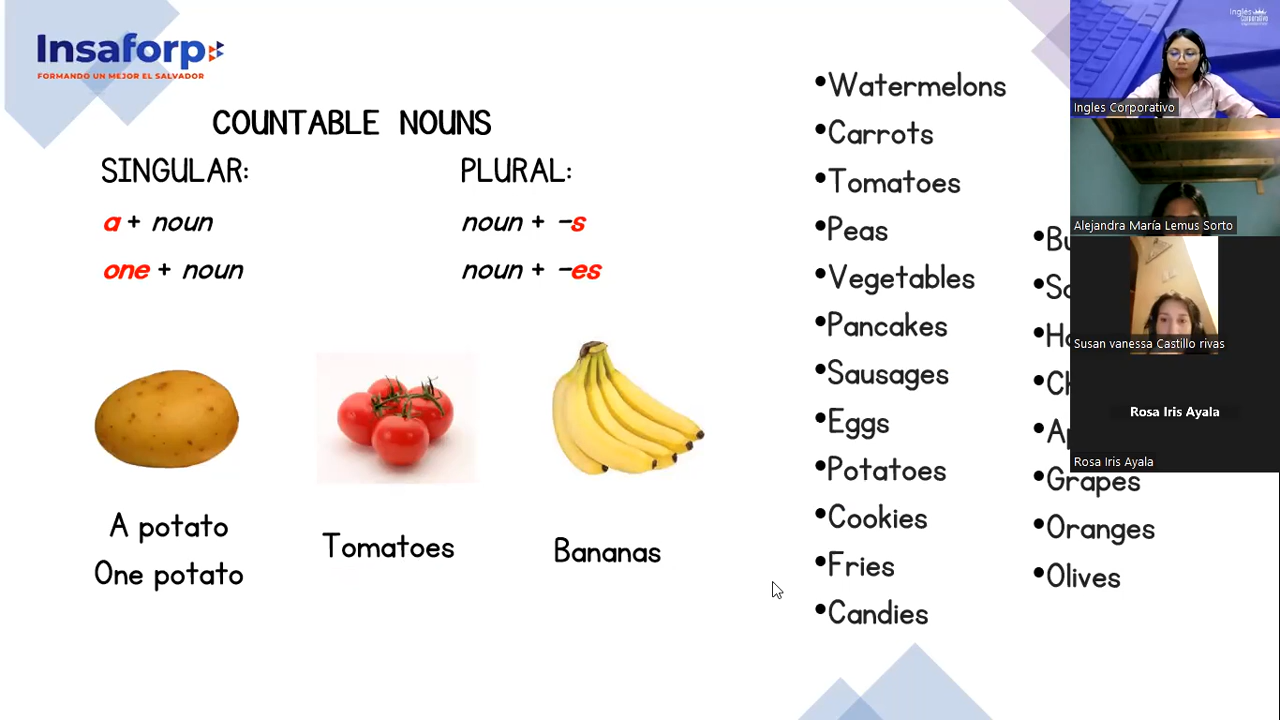 Insaforp
FORMANDO UN MEJOR EL SALVADOR
COUNTABLE NOUNS
SINGULAR:
a + noun
one + noun
PLURAL:
noun + -s
noun + -es
A potato
One potato
Tomatoes
Bananas
•Watermelons
•Carrots
•Tomatoes
•Peas
•Vegetables
•Pancakes
•Sausages
•Eggs
•Potatoes
•Cookies
•Fries
•Candies
•Grapes
•Oranges
•Olives
Ingles
Corporativo
Ingles Corporativo
Alejandra María Lemus Sorto
Susan vanessa Castillo rivas
Rosa Iris Ayala
Rosa Iris Ayala